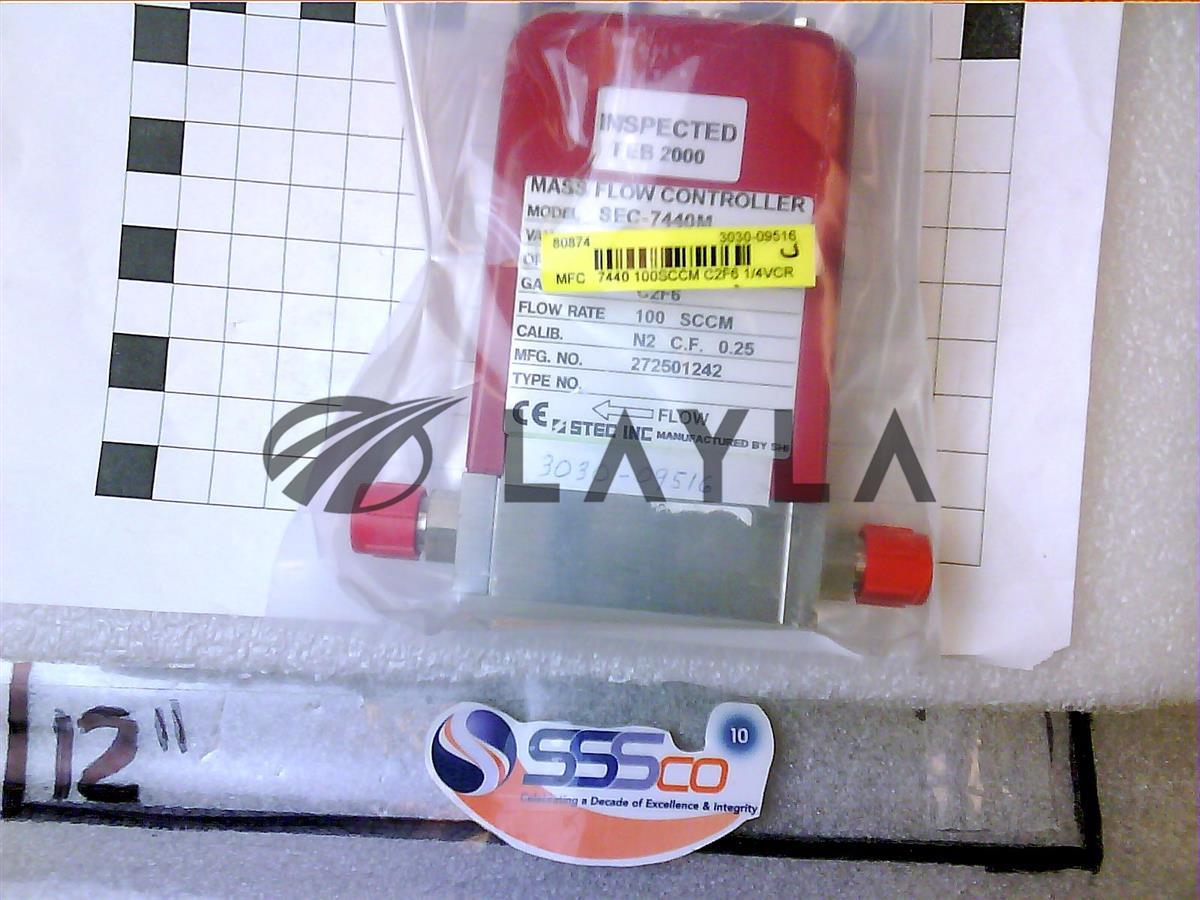 INSPECTED
FEB 2000
MASS FLOW CONTROLLER
MODEL SEC-7440M
80874 3030-09516
MFC 7440 100SCCM C2F6 1/4VCR
C2F6
FLOW RATE 100 SCCM
CALIB. N2 C.F. 0.25
MFG. NO. 272501242
TYPE NO.
CE FLOW
STEC INC MANUFACTURED BY SHI
LAYLA
3030-09516
12"
SSSco 10
Celebrating a Decade of Excellence & Integrity